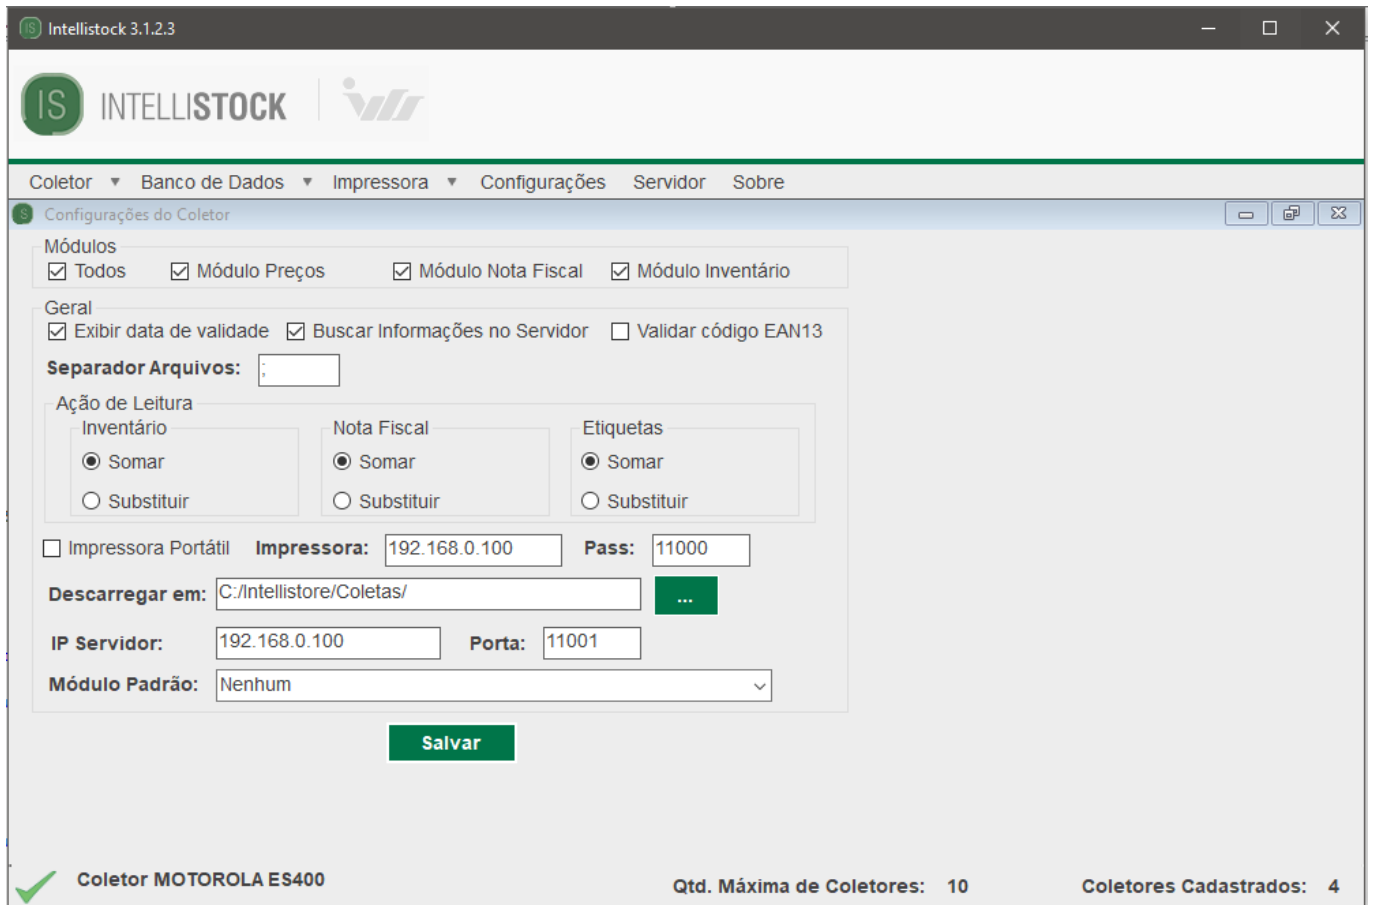 Intellistock 3.1.2.3
IS INTELLISTOCK iws
Coletor Banco de Dados Impressora Configurações Servidor Sobre
Configurações do Coletor
Módulos
Todos Módulo Preços Módulo Nota Fiscal Módulo Inventário
Geral
Exibir data de validade Buscar Informações no Servidor Validar código EAN13
Separador Arquivos: ;
Ação de Leitura
Inventário Nota Fiscal Etiquetas
Somar Somar Somar
Substituir Substituir Substituir
Impressora Portátil Impressora: 192.168.0.100 Pass: 11000
Descarregar em: C:/Intellistore/Coletas/ ...
IP Servidor: 192.168.0.100 Porta: 11001
Módulo Padrão: Nenhum
Salvar
Coletor MOTOROLA ES400 Qtd. Máxima de Coletores: 10 Coletores Cadastrados: 4